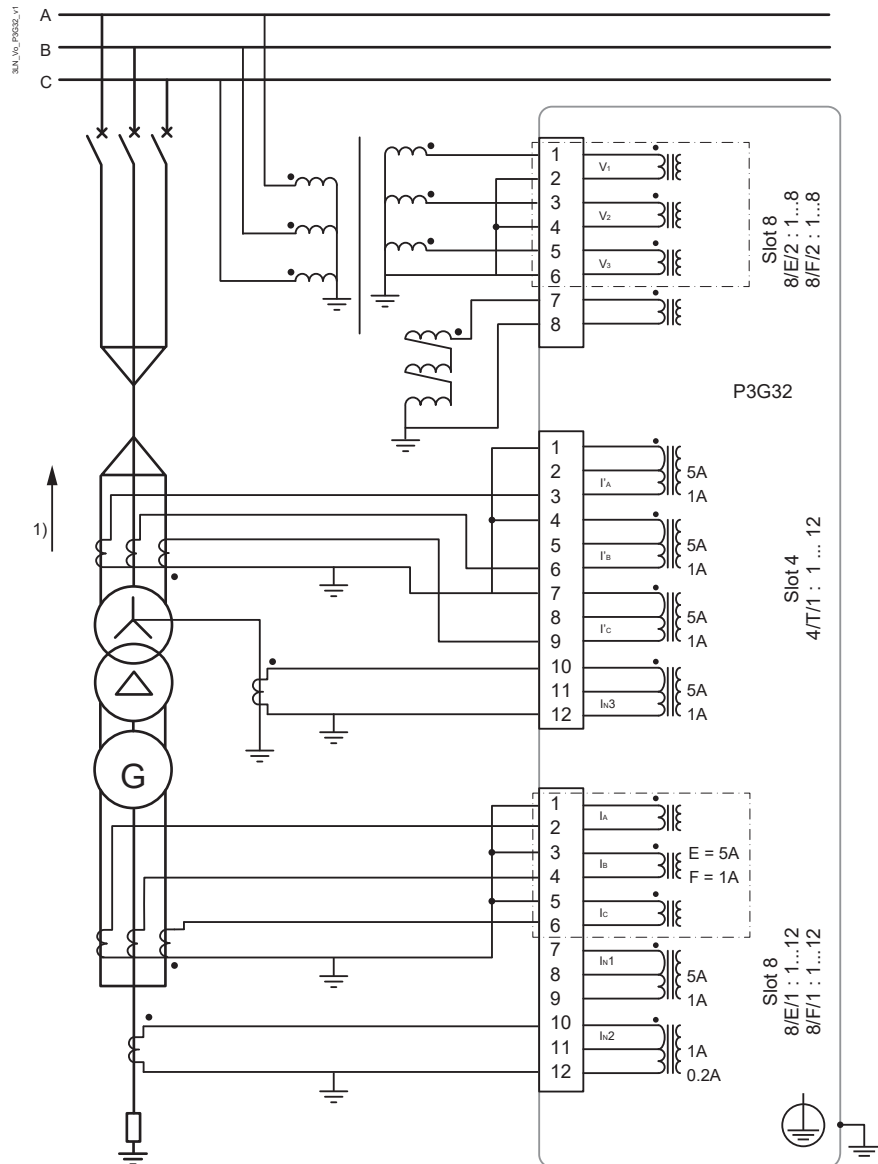 3LN_Vo_P3G32_v1
A
B
C
1
V1
2
3
V2
4
5
V3
6
7
8
Slot 8
8/E/2 : 1...8
8/F/2 : 1...8
P3G32
1
2
I'A
5A
3
1A
4
5
I'B
5A
6
1A
7
8
I'C
5A
9
1A
10
11
IN3
5A
12
1A
Slot 4
4/T/1 : 1 ... 12
1)
G
1
IA
2
3
IB
E = 5A
4
F = 1A
5
IC
6
7
IN1
8
5A
9
1A
10
IN2
11
1A
12
0.2A
Slot 8
8/E/1 : 1...12
8/F/1 : 1...12